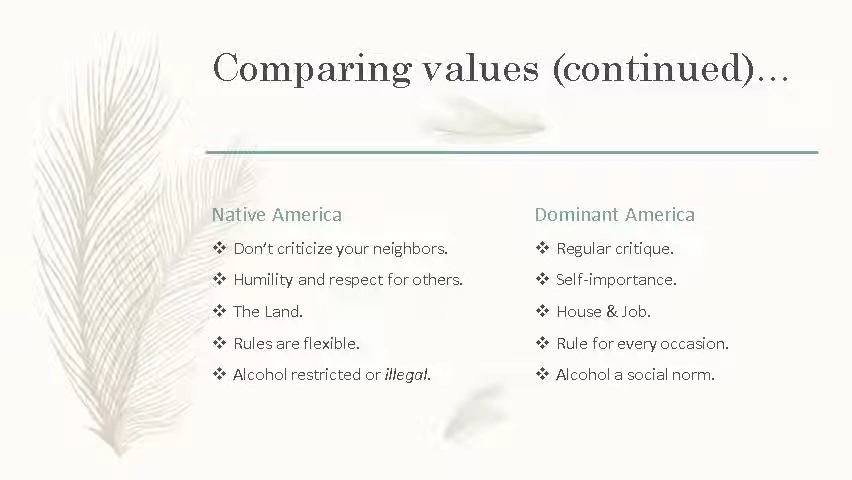 Comparing values (continued)...
Native America
❖ Don't criticize your neighbors.
❖ Humility and respect for others.
❖ The Land.
❖ Rules are flexible.
❖ Alcohol restricted or illegal.
Dominant America
❖ Regular critique.
❖ Self-importance.
❖ House & Job.
❖ Rule for every occasion.
❖ Alcohol a social norm.